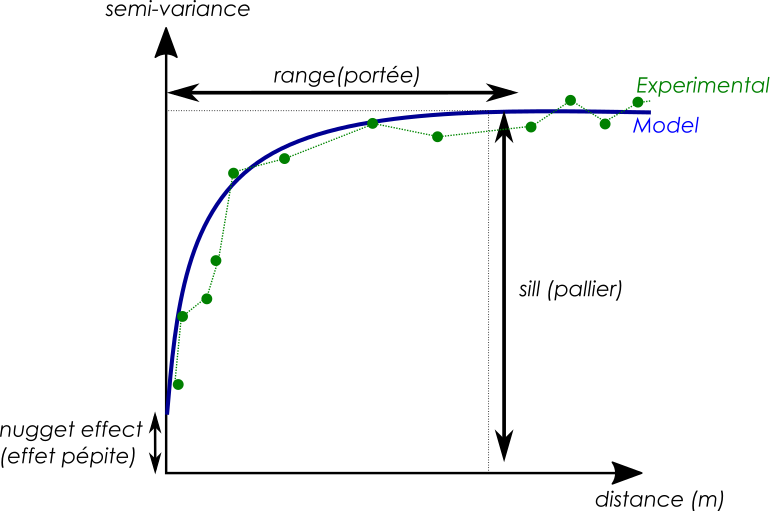 semi-variance
range(portée)
Experimental
Model
sill (pallier)
nugget effect
(effet pépite)
distance (m)